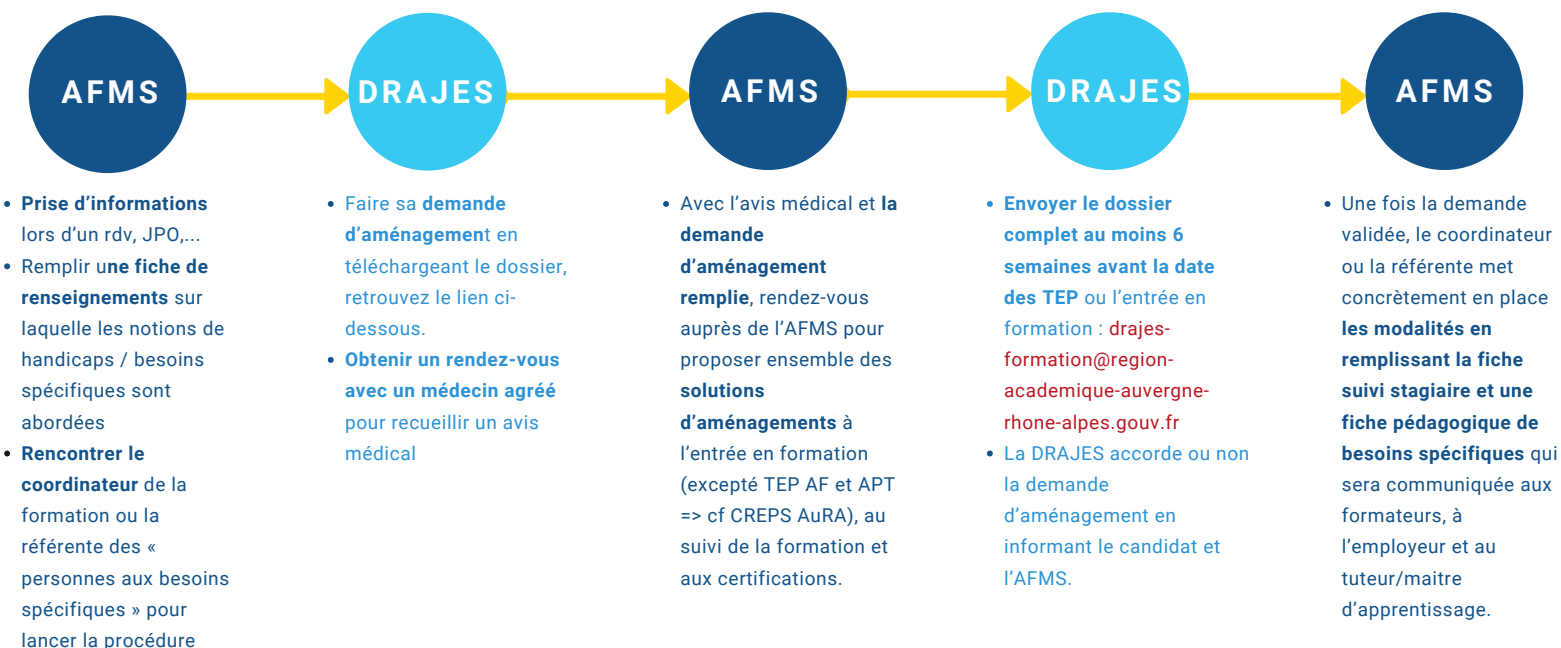 AFMS
DRAJES
AFMS
DRAJES
AFMS
• Prise d’informations
lors d’un rdv, JPO,...
• Remplir une fiche de
renseignements sur
laquelle les notions de
handicaps / besoins
spécifiques sont
abordées
• Rencontrer le
coordinateur de la
formation ou la
référente des «
personnes aux besoins
spécifiques » pour
lancer la procédure
• Faire sa demande
d’aménagement en
téléchargeant le dossier,
retrouvez le lien ci-
dessous.
• Obtenir un rendez-vous
avec un médecin agréé
pour recueillir un avis
médical
• Avec l’avis médical et la
demande
d’aménagement
remplie, rendez-vous
auprès de l’AFMS pour
proposer ensemble des
solutions
d’aménagements à
l’entrée en formation
(excepté TEP AF et APT
=> cf CREPS AuRA), au
suivi de la formation et
aux certifications.
• Envoyer le dossier
complet au moins 6
semaines avant la date
des TEP ou l’entrée en
formation : drajes-
formation@region-
academique-auvergne-
rhone-alpes.gouv.fr
• La DRAJES accorde ou non
la demande
d’aménagement en
informant le candidat et
l’AFMS.
• Une fois la demande
validée, le coordinateur
ou la référente met
concrètement en place
les modalités en
remplissant la fiche
suivi stagiaire et une
fiche pédagogique de
besoins spécifiques qui
sera communiquée aux
formateurs, à
l’employeur et au
tuteur/maitre
d’apprentissage.